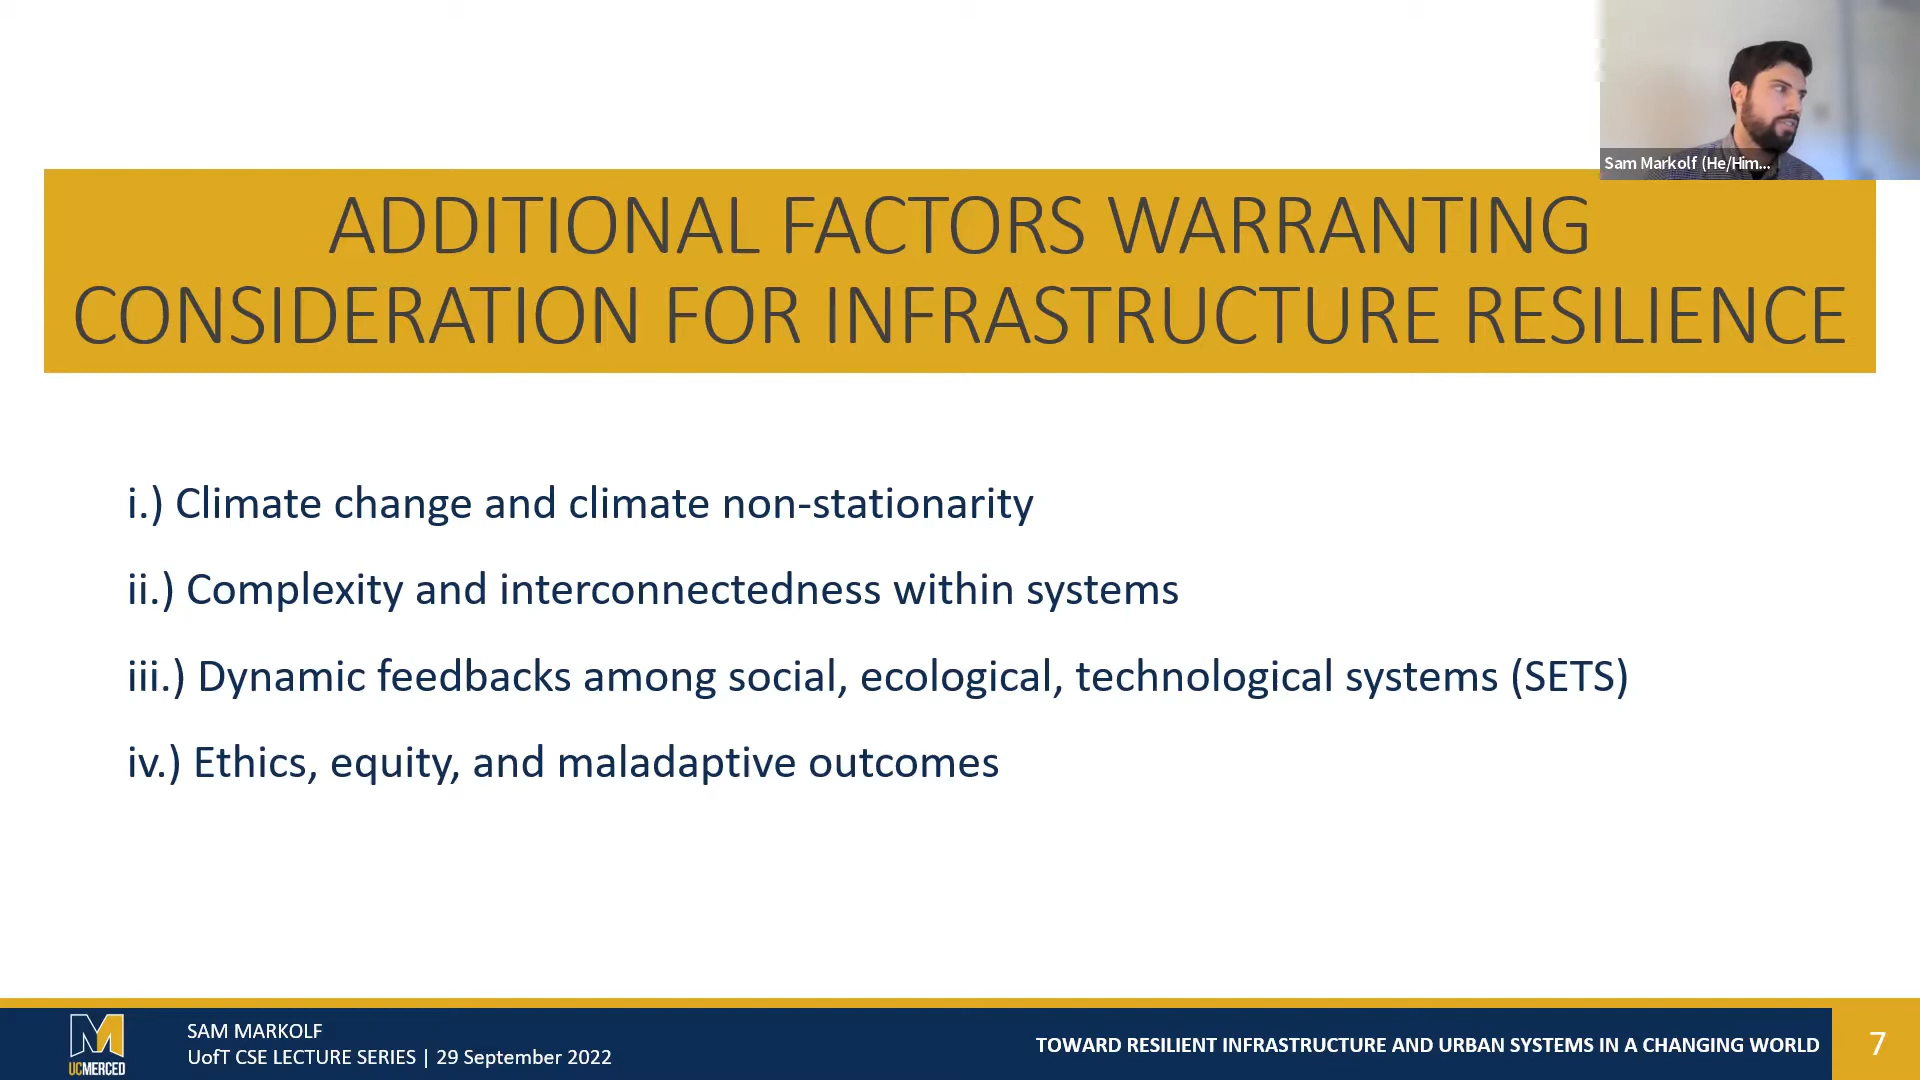 Sam Markolf (He/Him...
ADDITIONAL FACTORS WARRANTING
CONSIDERATION FOR INFRASTRUCTURE RESILIENCE
i.) Climate change and climate non-stationarity
ii.) Complexity and interconnectedness within systems
iii.) Dynamic feedbacks among social, ecological, technological systems (SETS)
iv.) Ethics, equity, and maladaptive outcomes
UCMERCED
SAM MARKOLF
UofT CSE LECTURE SERIES | 29 September 2022
TOWARD RESILIENT INFRASTRUCTURE AND URBAN SYSTEMS IN A CHANGING WORLD
7